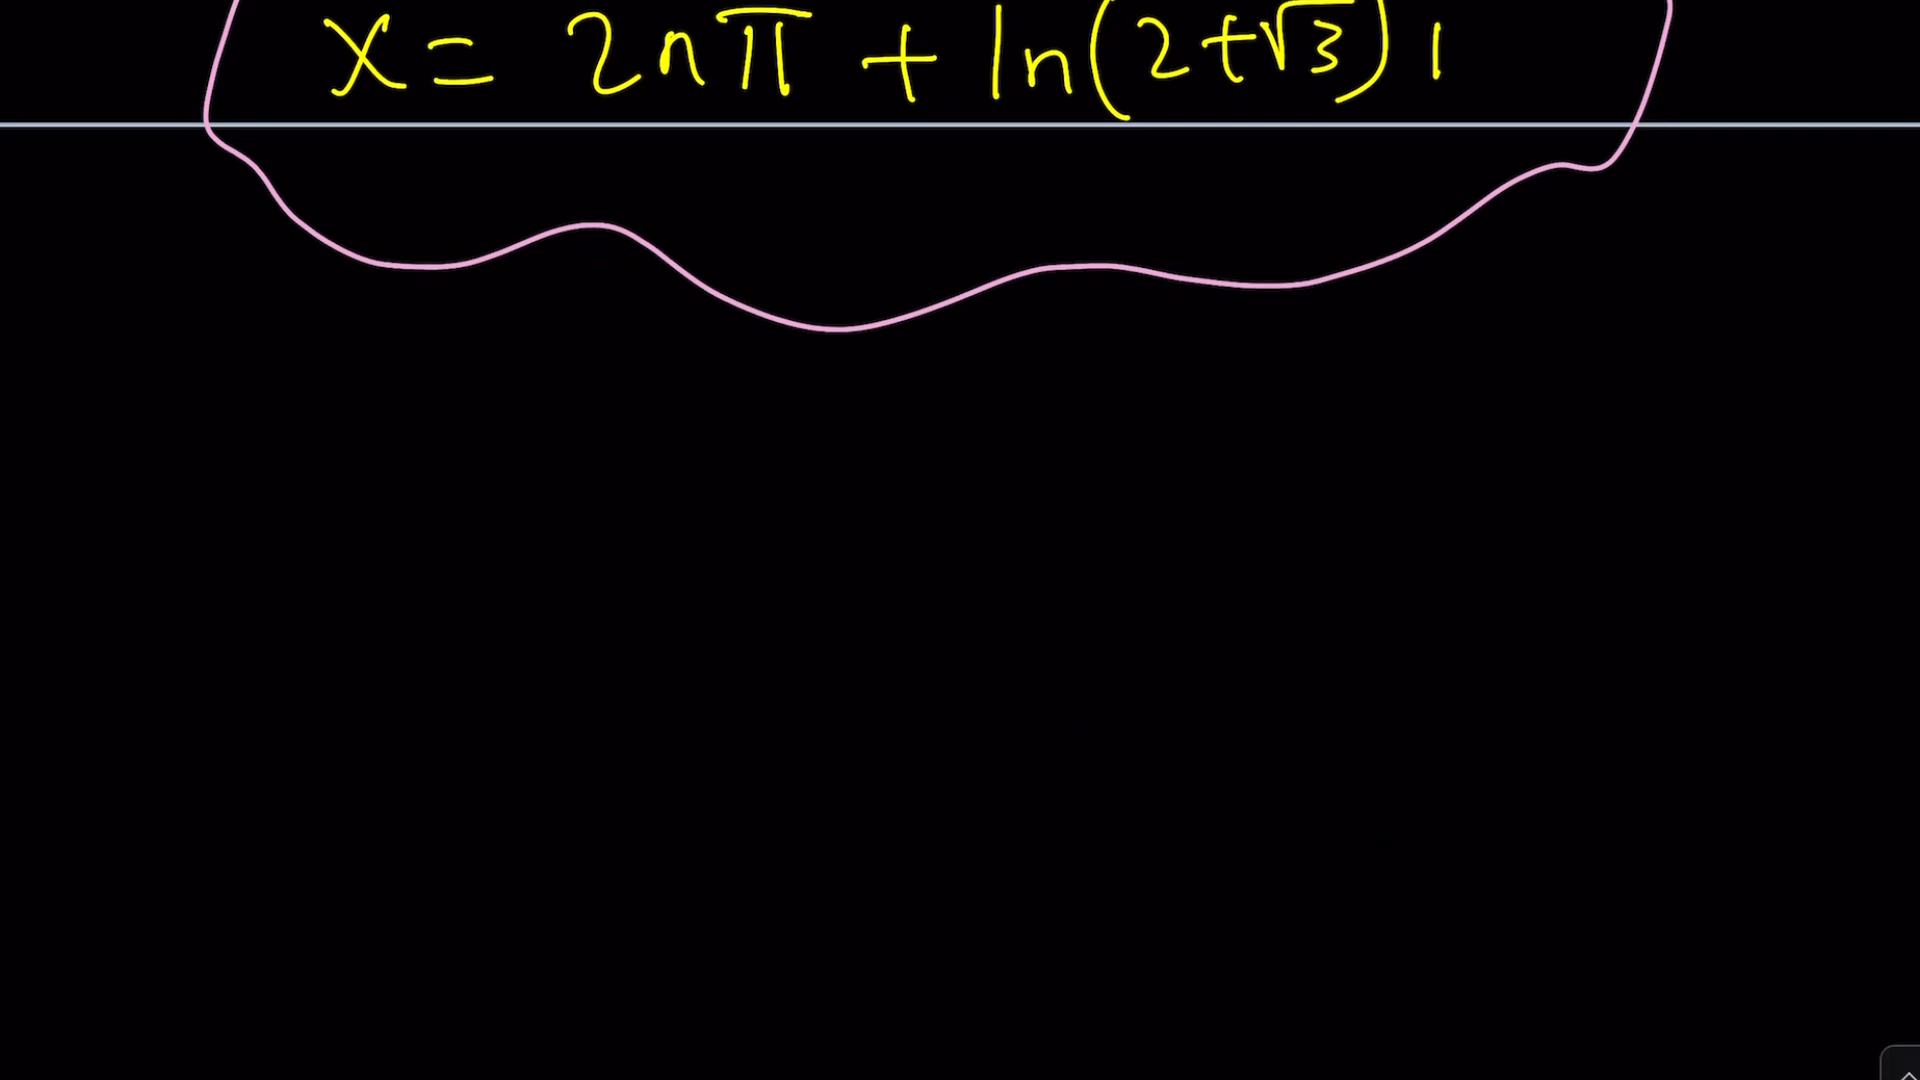 x = 2nπ + ln(2+√3) i